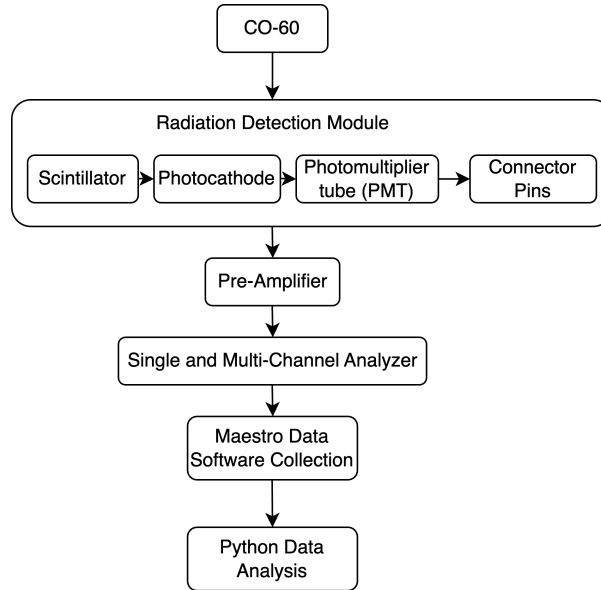 CO-60
Radiation Detection Module
Scintillator
Photocathode
Photomultiplier
tube (PMT)
Connector
Pins
Pre-Amplifier
Single and Multi-Channel Analyzer
Maestro Data
Software Collection
Python Data
Analysis